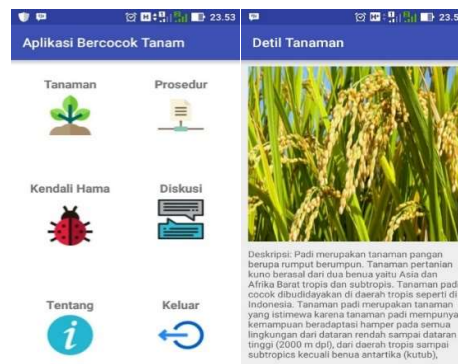 23.53
Aplikasi Bercocok Tanam
Tanaman
Prosedur
Kendali Hama
Diskusi
Tentang
Keluar
23.5
Detil Tanaman
Deskripsi: Padi merupakan tanaman pangan
berupa rumput berumpun. Tanaman pertanian
kuno berasal dari dua benua yaitu Asia dan
Afrika Barat tropis dan subtropis. Tanaman padi
cocok dibudidayakan di daerah tropis seperti di
Indonesia. Tanaman padi merupakan tanaman
yang istimewa karena tanaman padi mempunya
kemampuan beradaptasi hamper pada semua
lingkungan dari dataran rendah sampai dataran
tinggi (2000 m dpl), dari daerah tropis sampai
subtropics kecuali benua antartika (kutub),